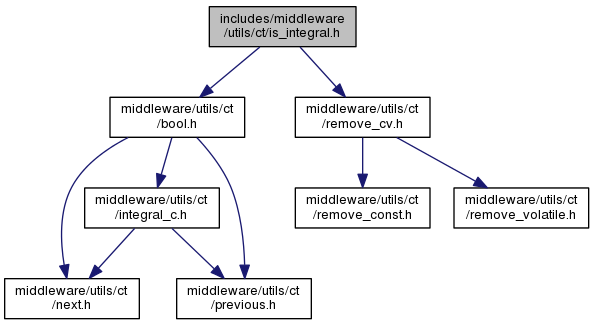 includes/middleware
/utils/ct/is_integral.h
middleware/utils/ct
/bool.h
middleware/utils/ct
/remove_cv.h
middleware/utils/ct
/integral_c.h
middleware/utils/ct
/remove_const.h
middleware/utils/ct
/remove_volatile.h
middleware/utils/ct
/next.h
middleware/utils/ct
/previous.h